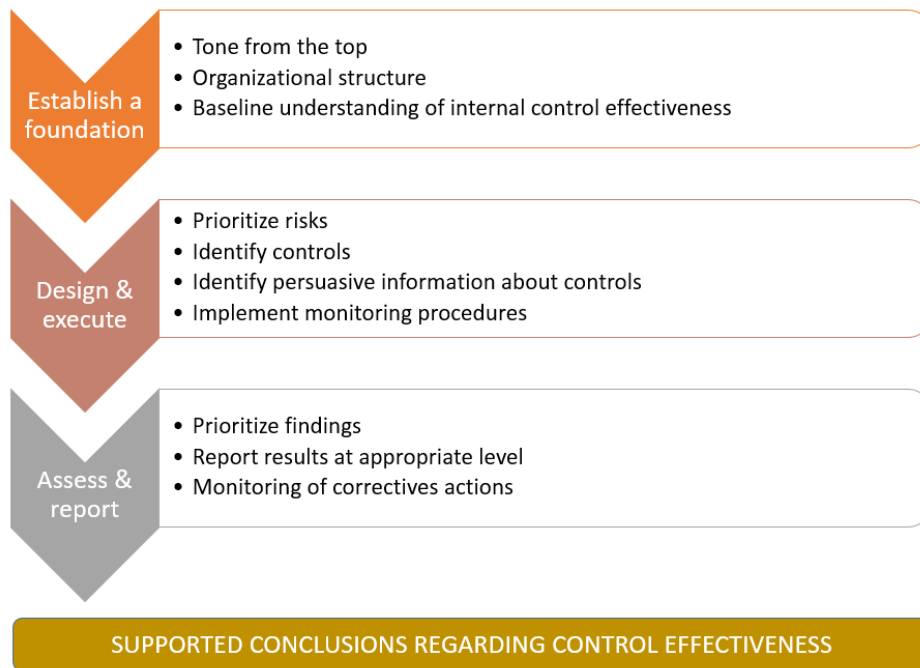 Establish a
foundation
• Tone from the top
• Organizational structure
• Baseline understanding of internal control effectiveness
Design &
execute
• Prioritize risks
• Identify controls
• Identify persuasive information about controls
• Implement monitoring procedures
Assess &
report
• Prioritize findings
• Report results at appropriate level
• Monitoring of correctives actions
SUPPORTED CONCLUSIONS REGARDING CONTROL EFFECTIVENESS